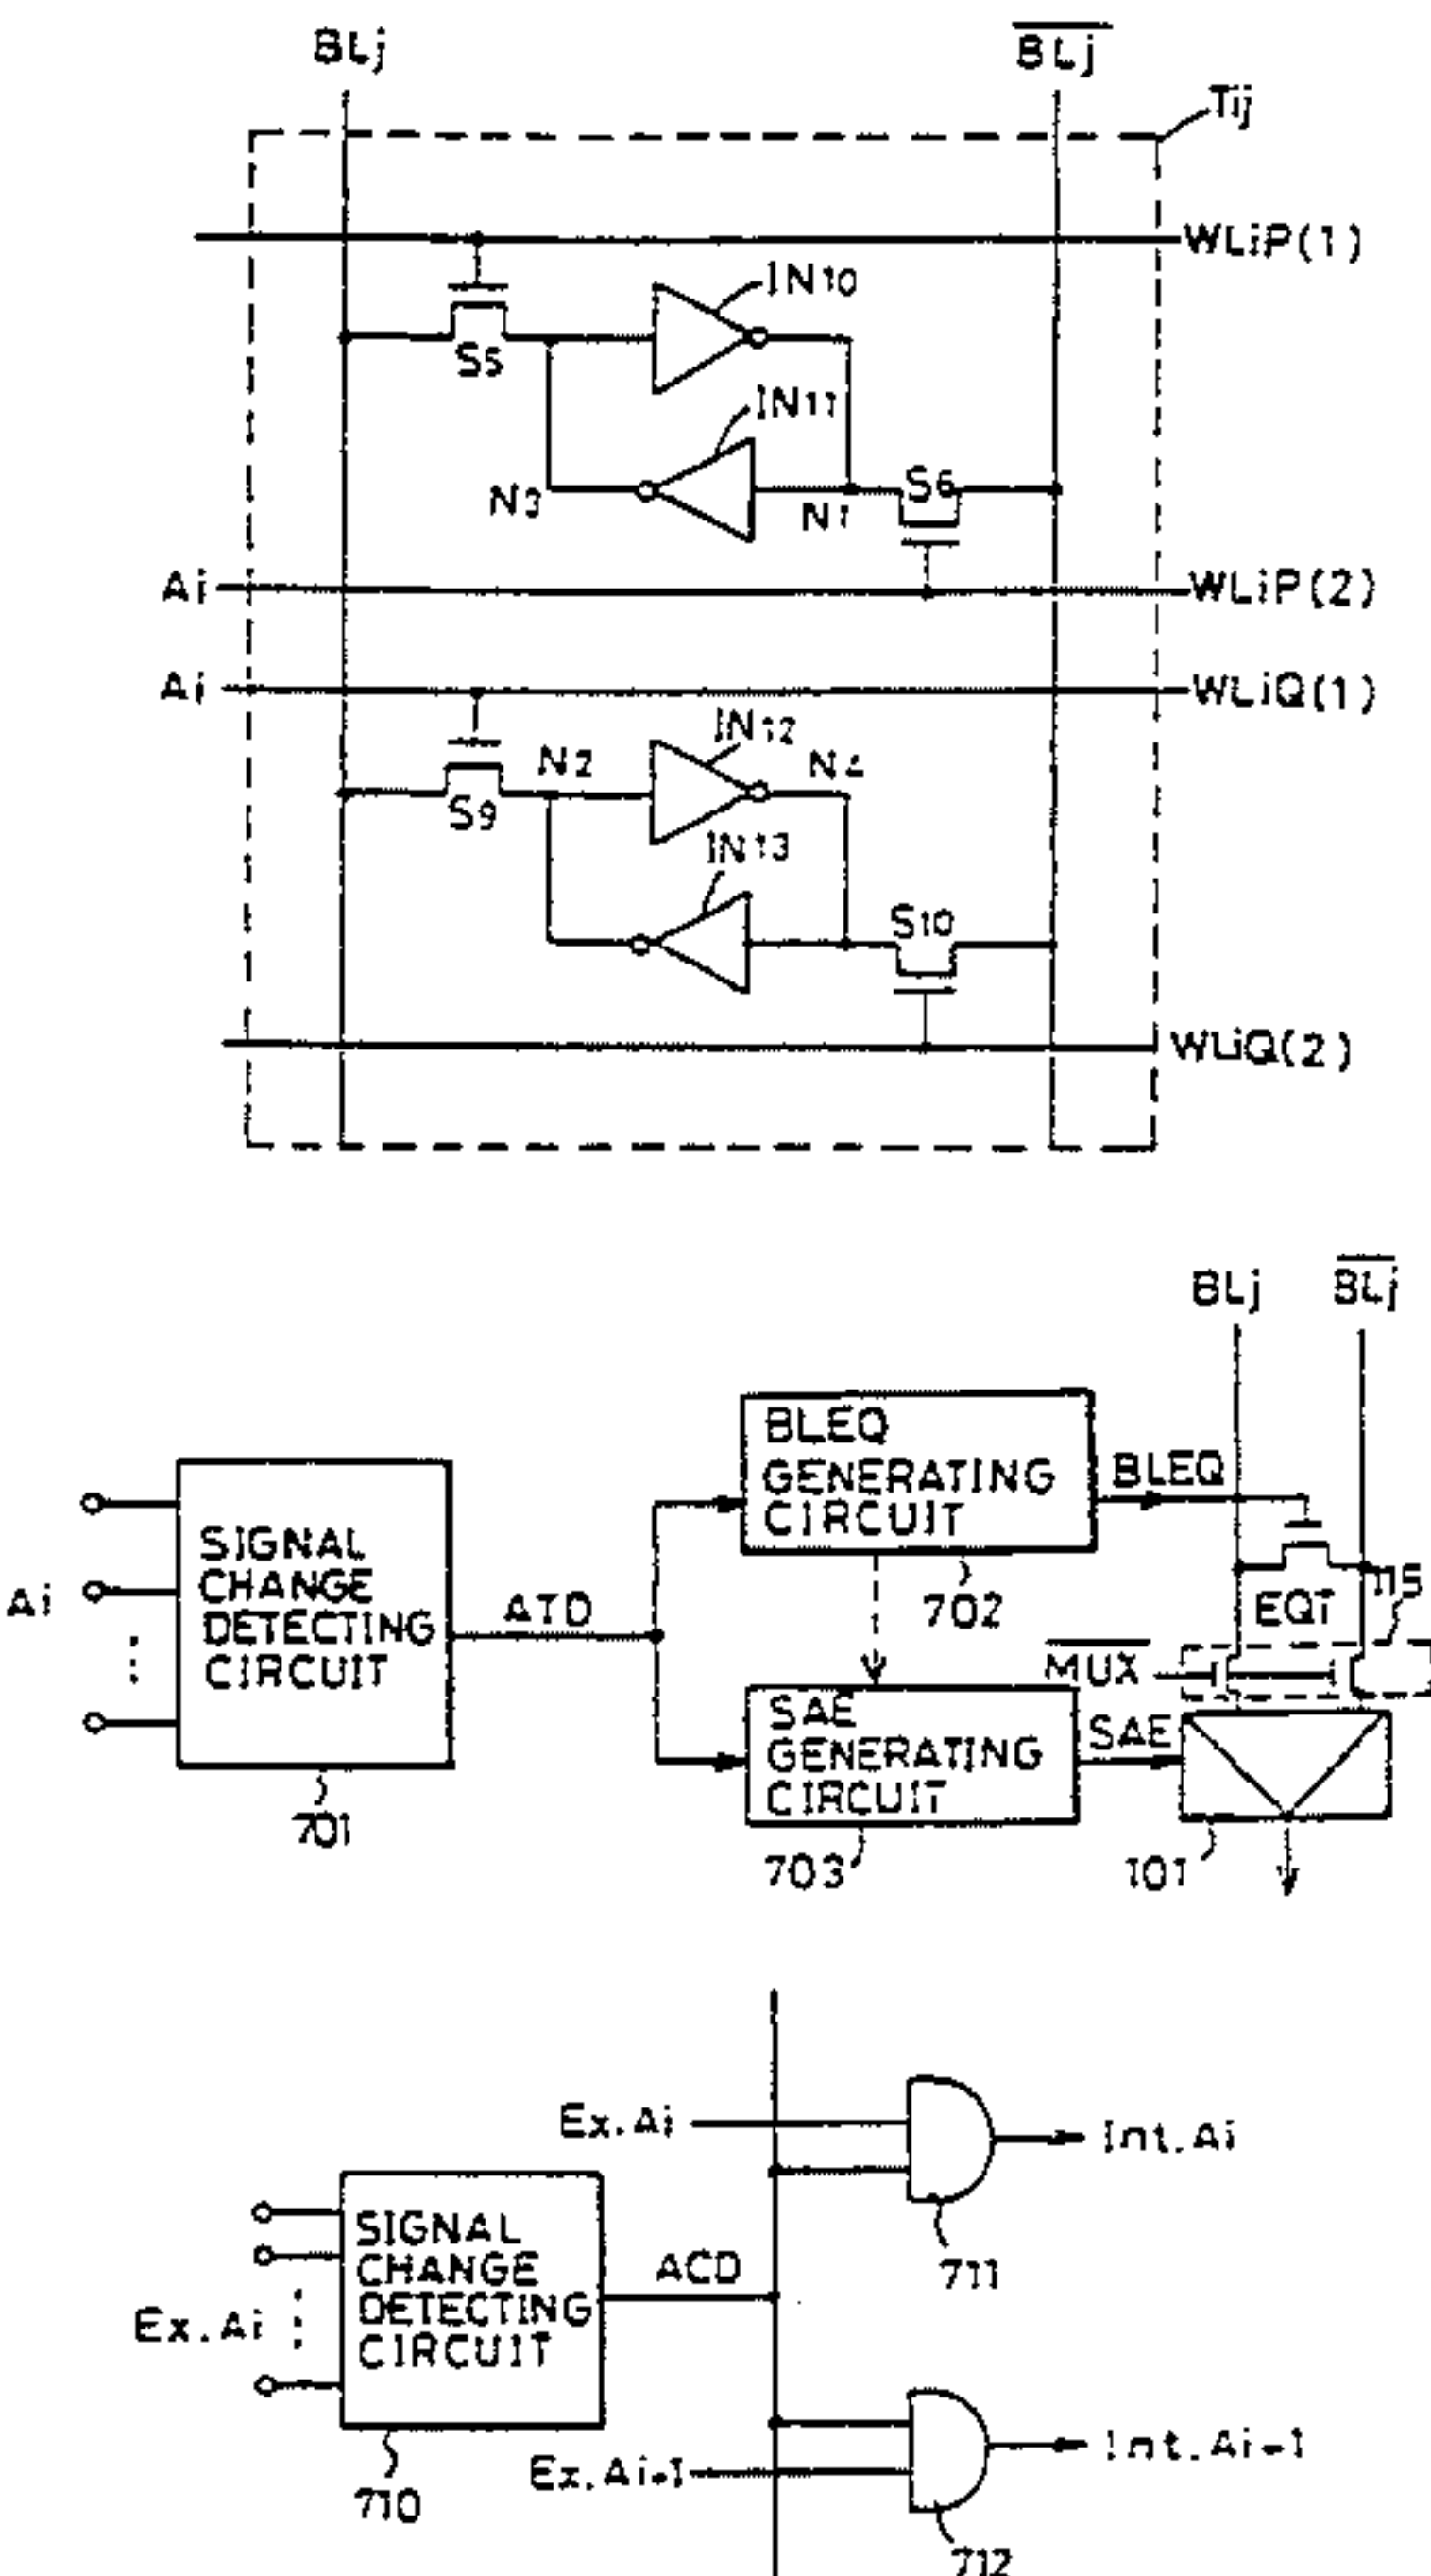 BLj B̅L̅j̅
Tij
WLiP(1)
IN10
S5
IN11
S6
N3 N1
Ai WLiP(2)
Ai WLiQ(1)
IN12
N2 N4
S9
IN13
S10
WLiQ(2)
BLj B̅L̅j̅
BLEQ
GENERATING
CIRCUIT
BLEQ
702
SIGNAL
CHANGE
DETECTING
CIRCUIT
Ai
ATD
701
EQT
115
M̅U̅X̅
SAE
GENERATING
CIRCUIT
SAE
703
101
Ex.Ai Int.Ai
711
SIGNAL
CHANGE
DETECTING
CIRCUIT
Ex.Ai
ACD
710
Ex.Ai+1 Int.Ai+1
712